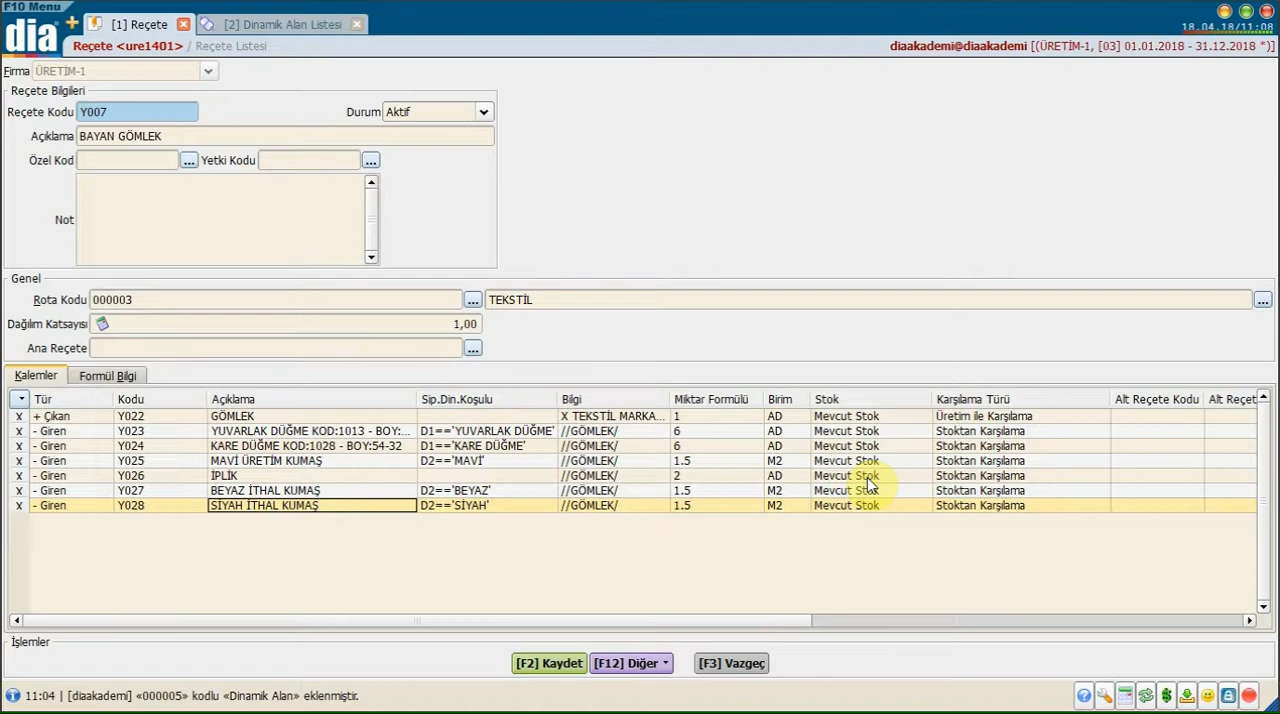 F10 Menu
dia
[1] Reçete
[2] Dinamik Alan Listesi
18.04.18/11:08
Reçete <ure1401> / Reçete Listesi
diaakademi@diaakademi [(ÜRETİM-1, [03] 01.01.2018 - 31.12.2018 *)]
Firma ÜRETİM-1
Reçete Bilgileri
Reçete Kodu Y007 Durum Aktif
Açıklama BAYAN GÖMLEK
Özel Kod ... Yetki Kodu ...
Not
Genel
Rota Kodu 000003 ... TEKSTİL ...
Dağılım Katsayısı 1,00
Ana Reçete ...
Kalemler Formül Bilgi
Tür Kodu Açıklama Sip.Din.Koşulu Bilgi Miktar Formülü Birim Stok Karşılama Türü Alt Reçete Kodu Alt Reçet
x + Çıkan Y022 GÖMLEK X TEKSTİL MARKA... 1 AD Mevcut Stok Üretim ile Karşılama
x - Giren Y023 YUVARLAK DÜĞME KOD:1013 - BOY:... D1=='YUVARLAK DÜĞME' //GÖMLEK/ 6 AD Mevcut Stok Stoktan Karşılama
x - Giren Y024 KARE DÜĞME KOD:1028 - BOY:54-32 D1=='KARE DÜĞME' //GÖMLEK/ 6 AD Mevcut Stok Stoktan Karşılama
x - Giren Y025 MAVİ ÜRETİM KUMAŞ D2=='MAVİ' //GÖMLEK/ 1.5 M2 Mevcut Stok Stoktan Karşılama
x - Giren Y026 İPLİK //GÖMLEK/ 2 AD Mevcut Stok Stoktan Karşılama
x - Giren Y027 BEYAZ İTHAL KUMAŞ D2=='BEYAZ' //GÖMLEK/ 1.5 M2 Mevcut Stok Stoktan Karşılama
x - Giren Y028 SİYAH İTHAL KUMAŞ D2=='SİYAH' //GÖMLEK/ 1.5 M2 Mevcut Stok Stoktan Karşılama
İşlemler
[F2] Kaydet [F12] Diğer [F3] Vazgeç
11:04 | [diaakademi] «000005» kodlu «Dinamik Alan» eklenmiştir.